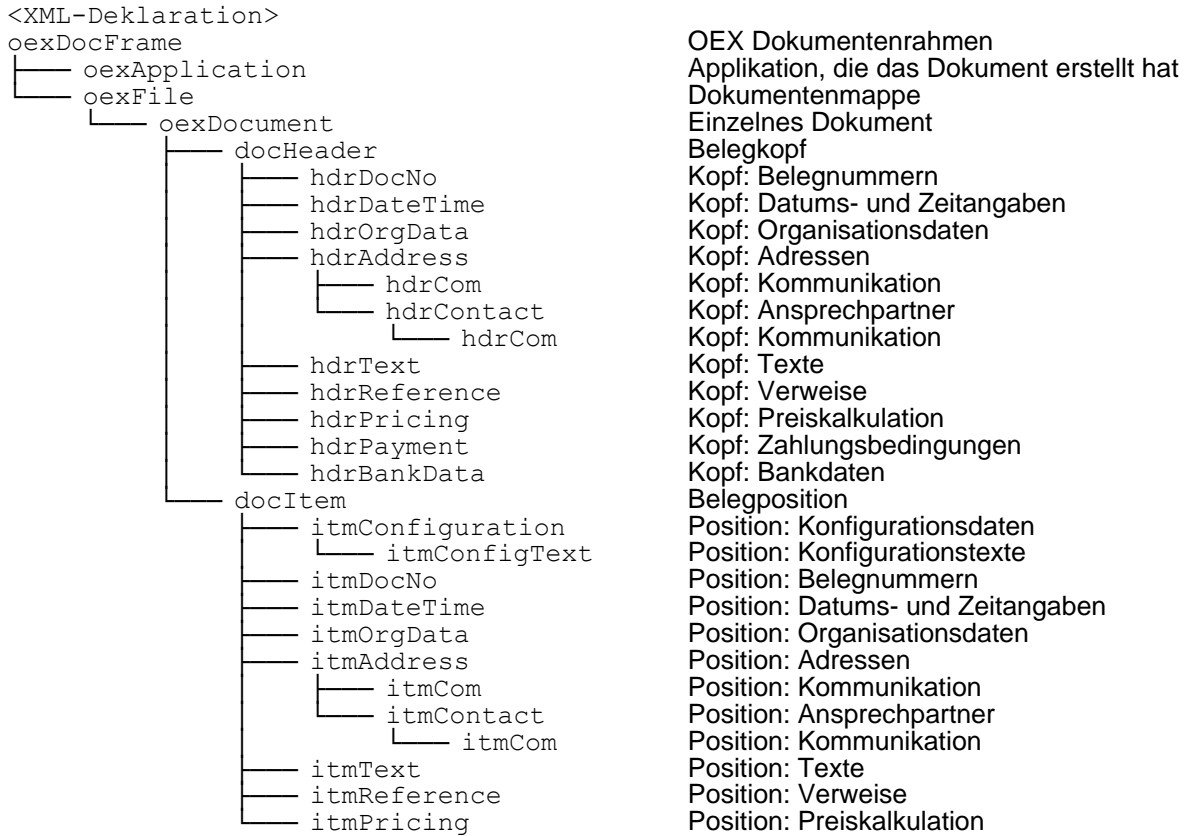 <XML-Deklaration>
oexDocFrame OEX Dokumentenrahmen
oexApplication Applikation, die das Dokument erstellt hat
oexFile Dokumentenmappe
oexDocument Einzelnes Dokument
docHeader Belegkopf
hdrDocNo Kopf: Belegnummern
hdrDateTime Kopf: Datums- und Zeitangaben
hdrOrgData Kopf: Organisationsdaten
hdrAddress Kopf: Adressen
hdrCom Kopf: Kommunikation
hdrContact Kopf: Ansprechpartner
hdrCom Kopf: Kommunikation
hdrText Kopf: Texte
hdrReference Kopf: Verweise
hdrPricing Kopf: Preiskalkulation
hdrPayment Kopf: Zahlungsbedingungen
hdrBankData Kopf: Bankdaten
docItem Belegposition
itmConfiguration Position: Konfigurationsdaten
itmConfigText Position: Konfigurationstexte
itmDocNo Position: Belegnummern
itmDateTime Position: Datums- und Zeitangaben
itmOrgData Position: Organisationsdaten
itmAddress Position: Adressen
itmCom Position: Kommunikation
itmContact Position: Ansprechpartner
itmCom Position: Kommunikation
itmText Position: Texte
itmReference Position: Verweise
itmPricing Position: Preiskalkulation